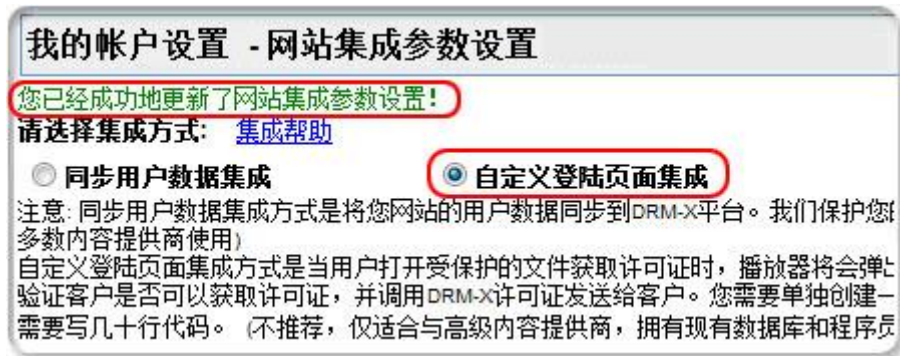 我的帐户设置 - 网站集成参数设置
您已经成功地更新了网站集成参数设置!
请选择集成方式: 集成帮助
同步用户数据集成 自定义登陆页面集成
注意: 同步用户数据集成方式是将您网站的用户数据同步到DRM-X平台。我们保护您
多数内容提供商使用)
自定义登陆页面集成方式是当用户打开受保护的文件获取许可证时，播放器将会弹
验证客户是否可以获取许可证，并调用DRM-X许可证发送给客户。您需要单独创建一
需要写几十行代码。 (不推荐，仅适合与高级内容提供商，拥有现有数据库和程序员